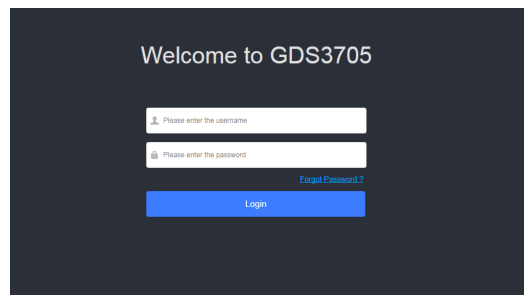 Welcome to GDS3705
Please enter the username
Please enter the password
Forgot Password ?
Login